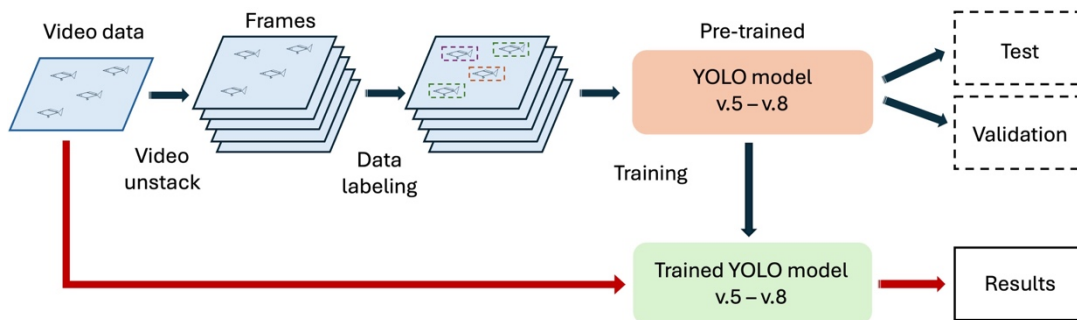 Video data
Frames
Video
unstack
Data
labeling
Pre-trained
YOLO model
v.5 – v.8
Training
Test
Validation
Trained YOLO model
v.5 – v.8
Results